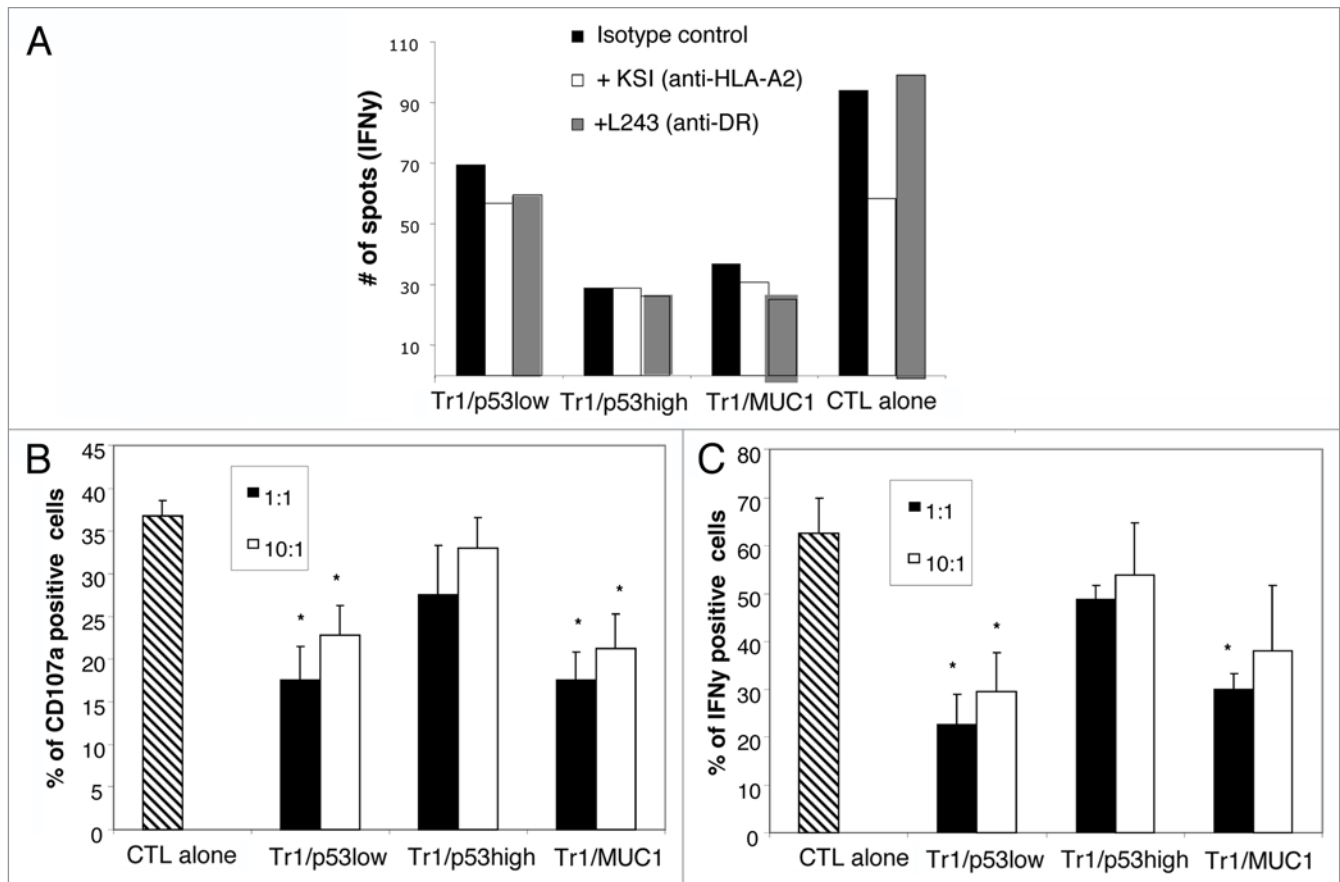 A
Isotype control
+ KSI (anti-HLA-A2)
+L243 (anti-DR)
# of spots (IFNy)
110
90
70
50
30
10
Tr1/p53low
Tr1/p53high
Tr1/MUC1
CTL alone
B
% of CD107a positive cells
45
40
35
30
25
20
15
10
5
0
1:1
10:1
*
*
*
*
CTL alone
Tr1/p53low
Tr1/p53high
Tr1/MUC1
C
% of IFNy positive cells
80
70
60
50
40
30
20
10
0
1:1
10:1
*
*
*
CTL alone
Tr1/p53low
Tr1/p53high
Tr1/MUC1